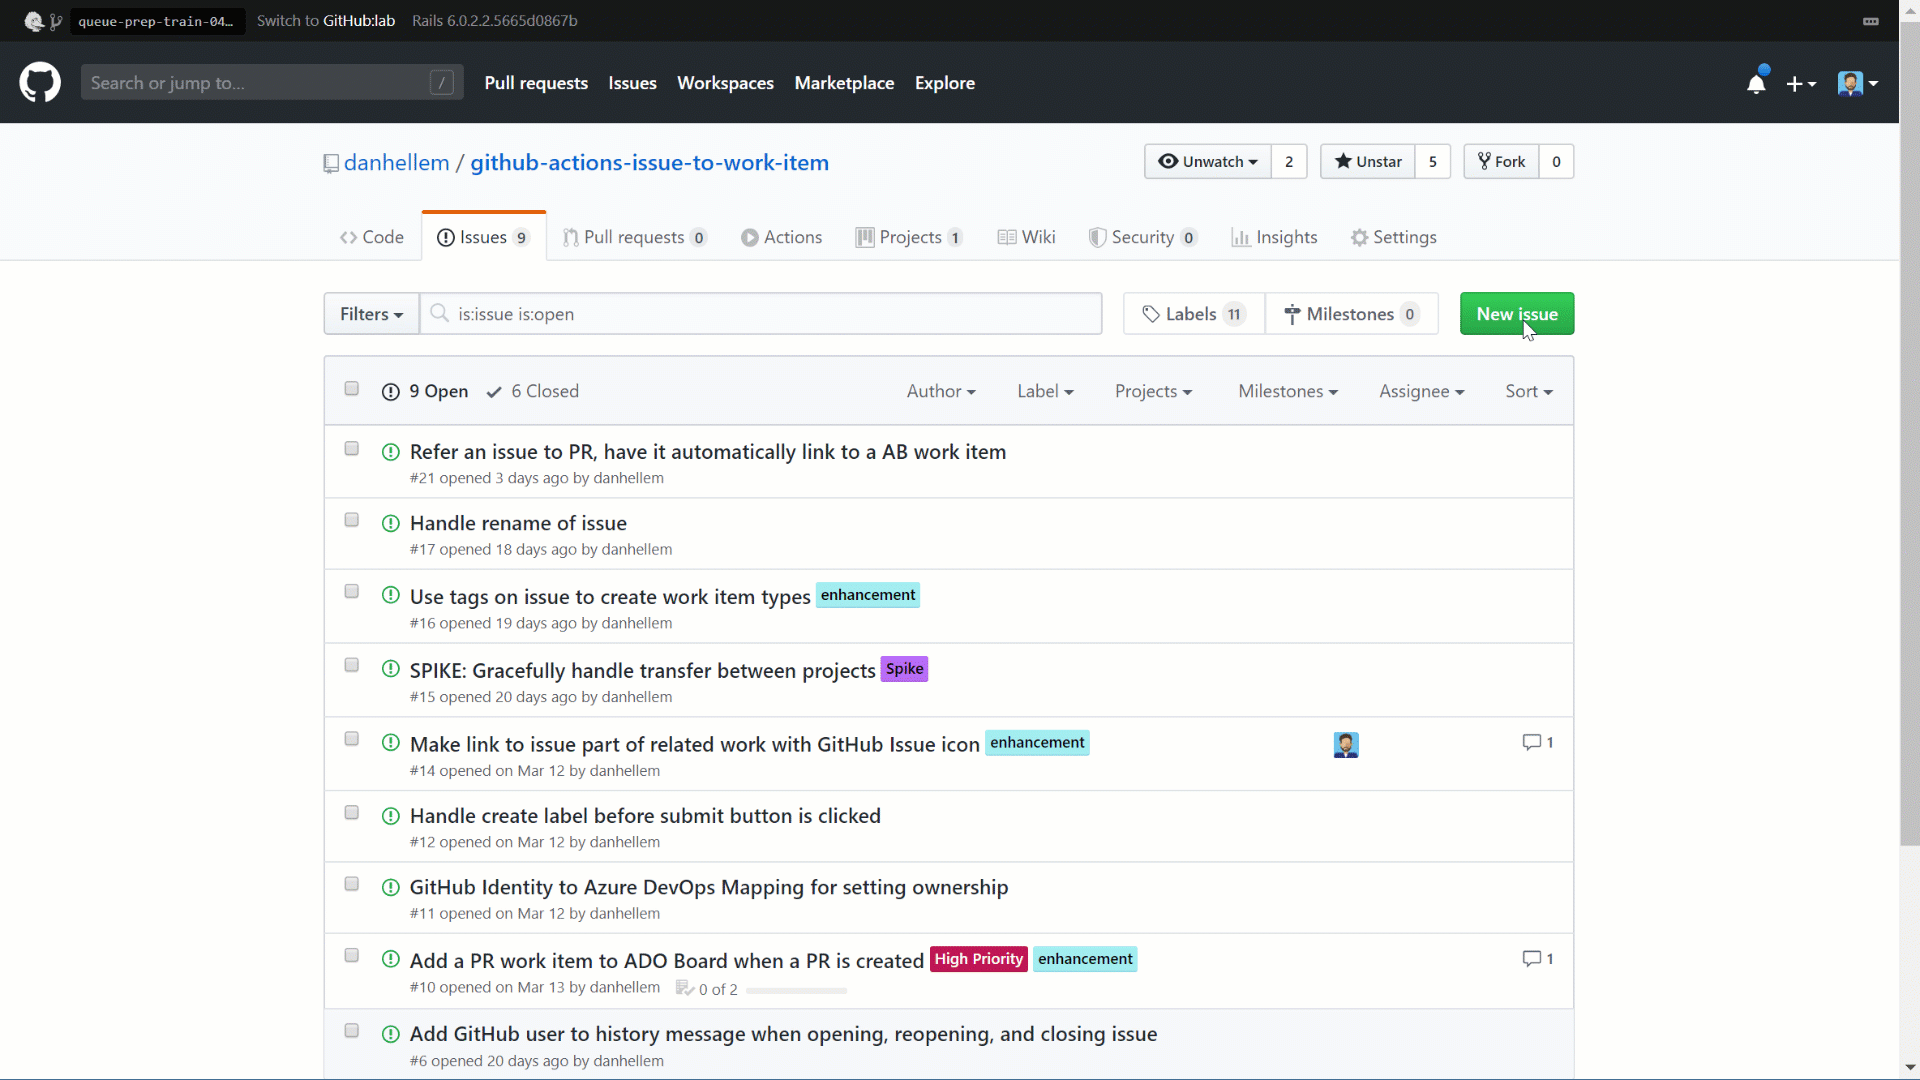 queue-prep-train-04… Switch to GitHub:lab Rails 6.0.2.2.5665d0867b
Search or jump to... / Pull requests Issues Workspaces Marketplace Explore
danhellem / github-actions-issue-to-work-item Unwatch 2 Unstar 5 Fork 0
Code Issues 9 Pull requests 0 Actions Projects 1 Wiki Security 0 Insights Settings
Filters is:issue is:open Labels 11 Milestones 0 New issue
9 Open 6 Closed Author Label Projects Milestones Assignee Sort
Refer an issue to PR, have it automatically link to a AB work item
#21 opened 3 days ago by danhellem
Handle rename of issue
#17 opened 18 days ago by danhellem
Use tags on issue to create work item types enhancement
#16 opened 19 days ago by danhellem
SPIKE: Gracefully handle transfer between projects Spike
#15 opened 20 days ago by danhellem
Make link to issue part of related work with GitHub Issue icon enhancement 1
#14 opened on Mar 12 by danhellem
Handle create label before submit button is clicked
#12 opened on Mar 12 by danhellem
GitHub Identity to Azure DevOps Mapping for setting ownership
#11 opened on Mar 12 by danhellem
Add a PR work item to ADO Board when a PR is created High Priority enhancement 1
#10 opened on Mar 13 by danhellem 0 of 2
Add GitHub user to history message when opening, reopening, and closing issue
#6 opened 20 days ago by danhellem